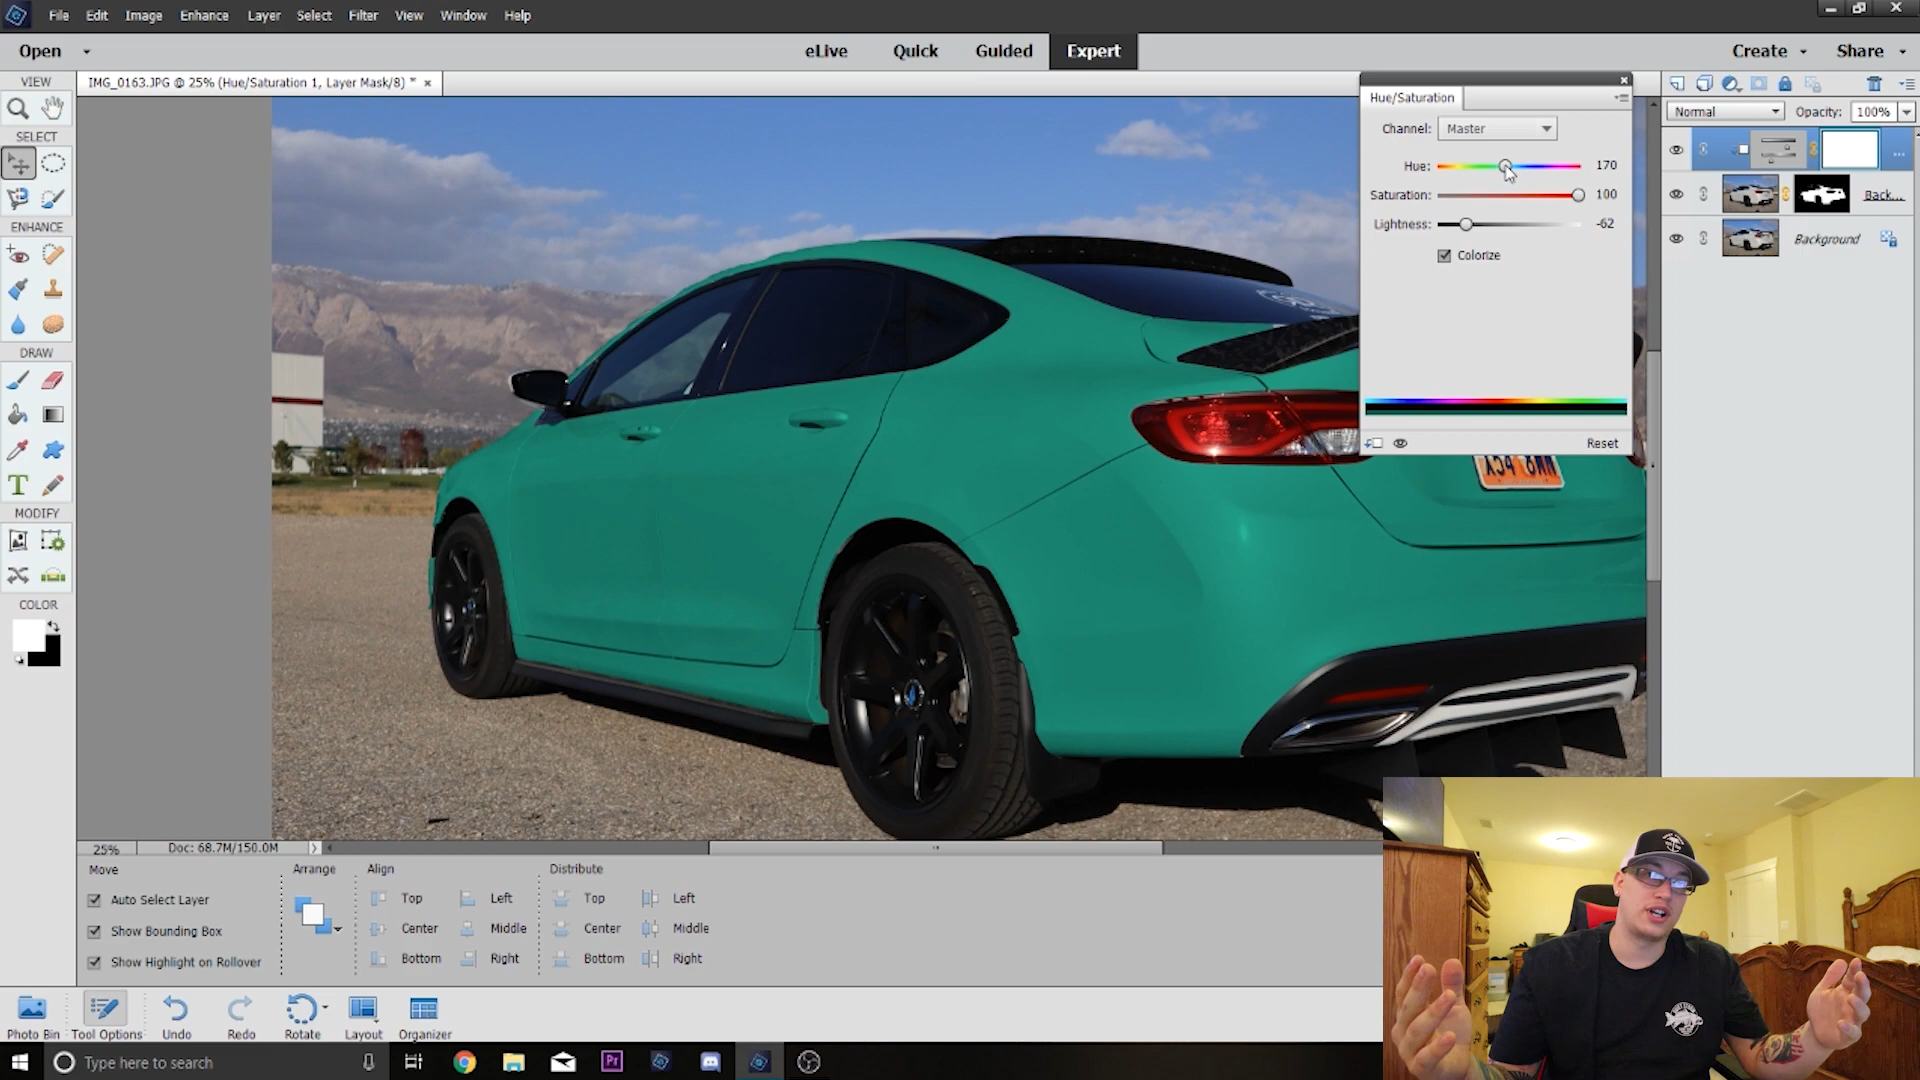 File Edit Image Enhance Layer Select Filter View Window Help
Open eLive Quick Guided Expert Create Share
VIEW
IMG_0163.JPG @ 25% (Hue/Saturation 1, Layer Mask/8) * ×
SELECT
ENHANCE
DRAW
MODIFY
COLOR
Hue/Saturation
Channel: Master
Hue: 170
Saturation: 100
Lightness: -62
Colorize
Reset
Normal Opacity: 100%
...
Back...
Background
25% Doc: 68.7M/150.0M
Move
Auto Select Layer
Show Bounding Box
Show Highlight on Rollover
Arrange
Align
Top Left
Center Middle
Bottom Right
Distribute
Top Left
Center Middle
Bottom Right
Photo Bin Tool Options Undo Redo Rotate Layout Organizer
Type here to search
Pr